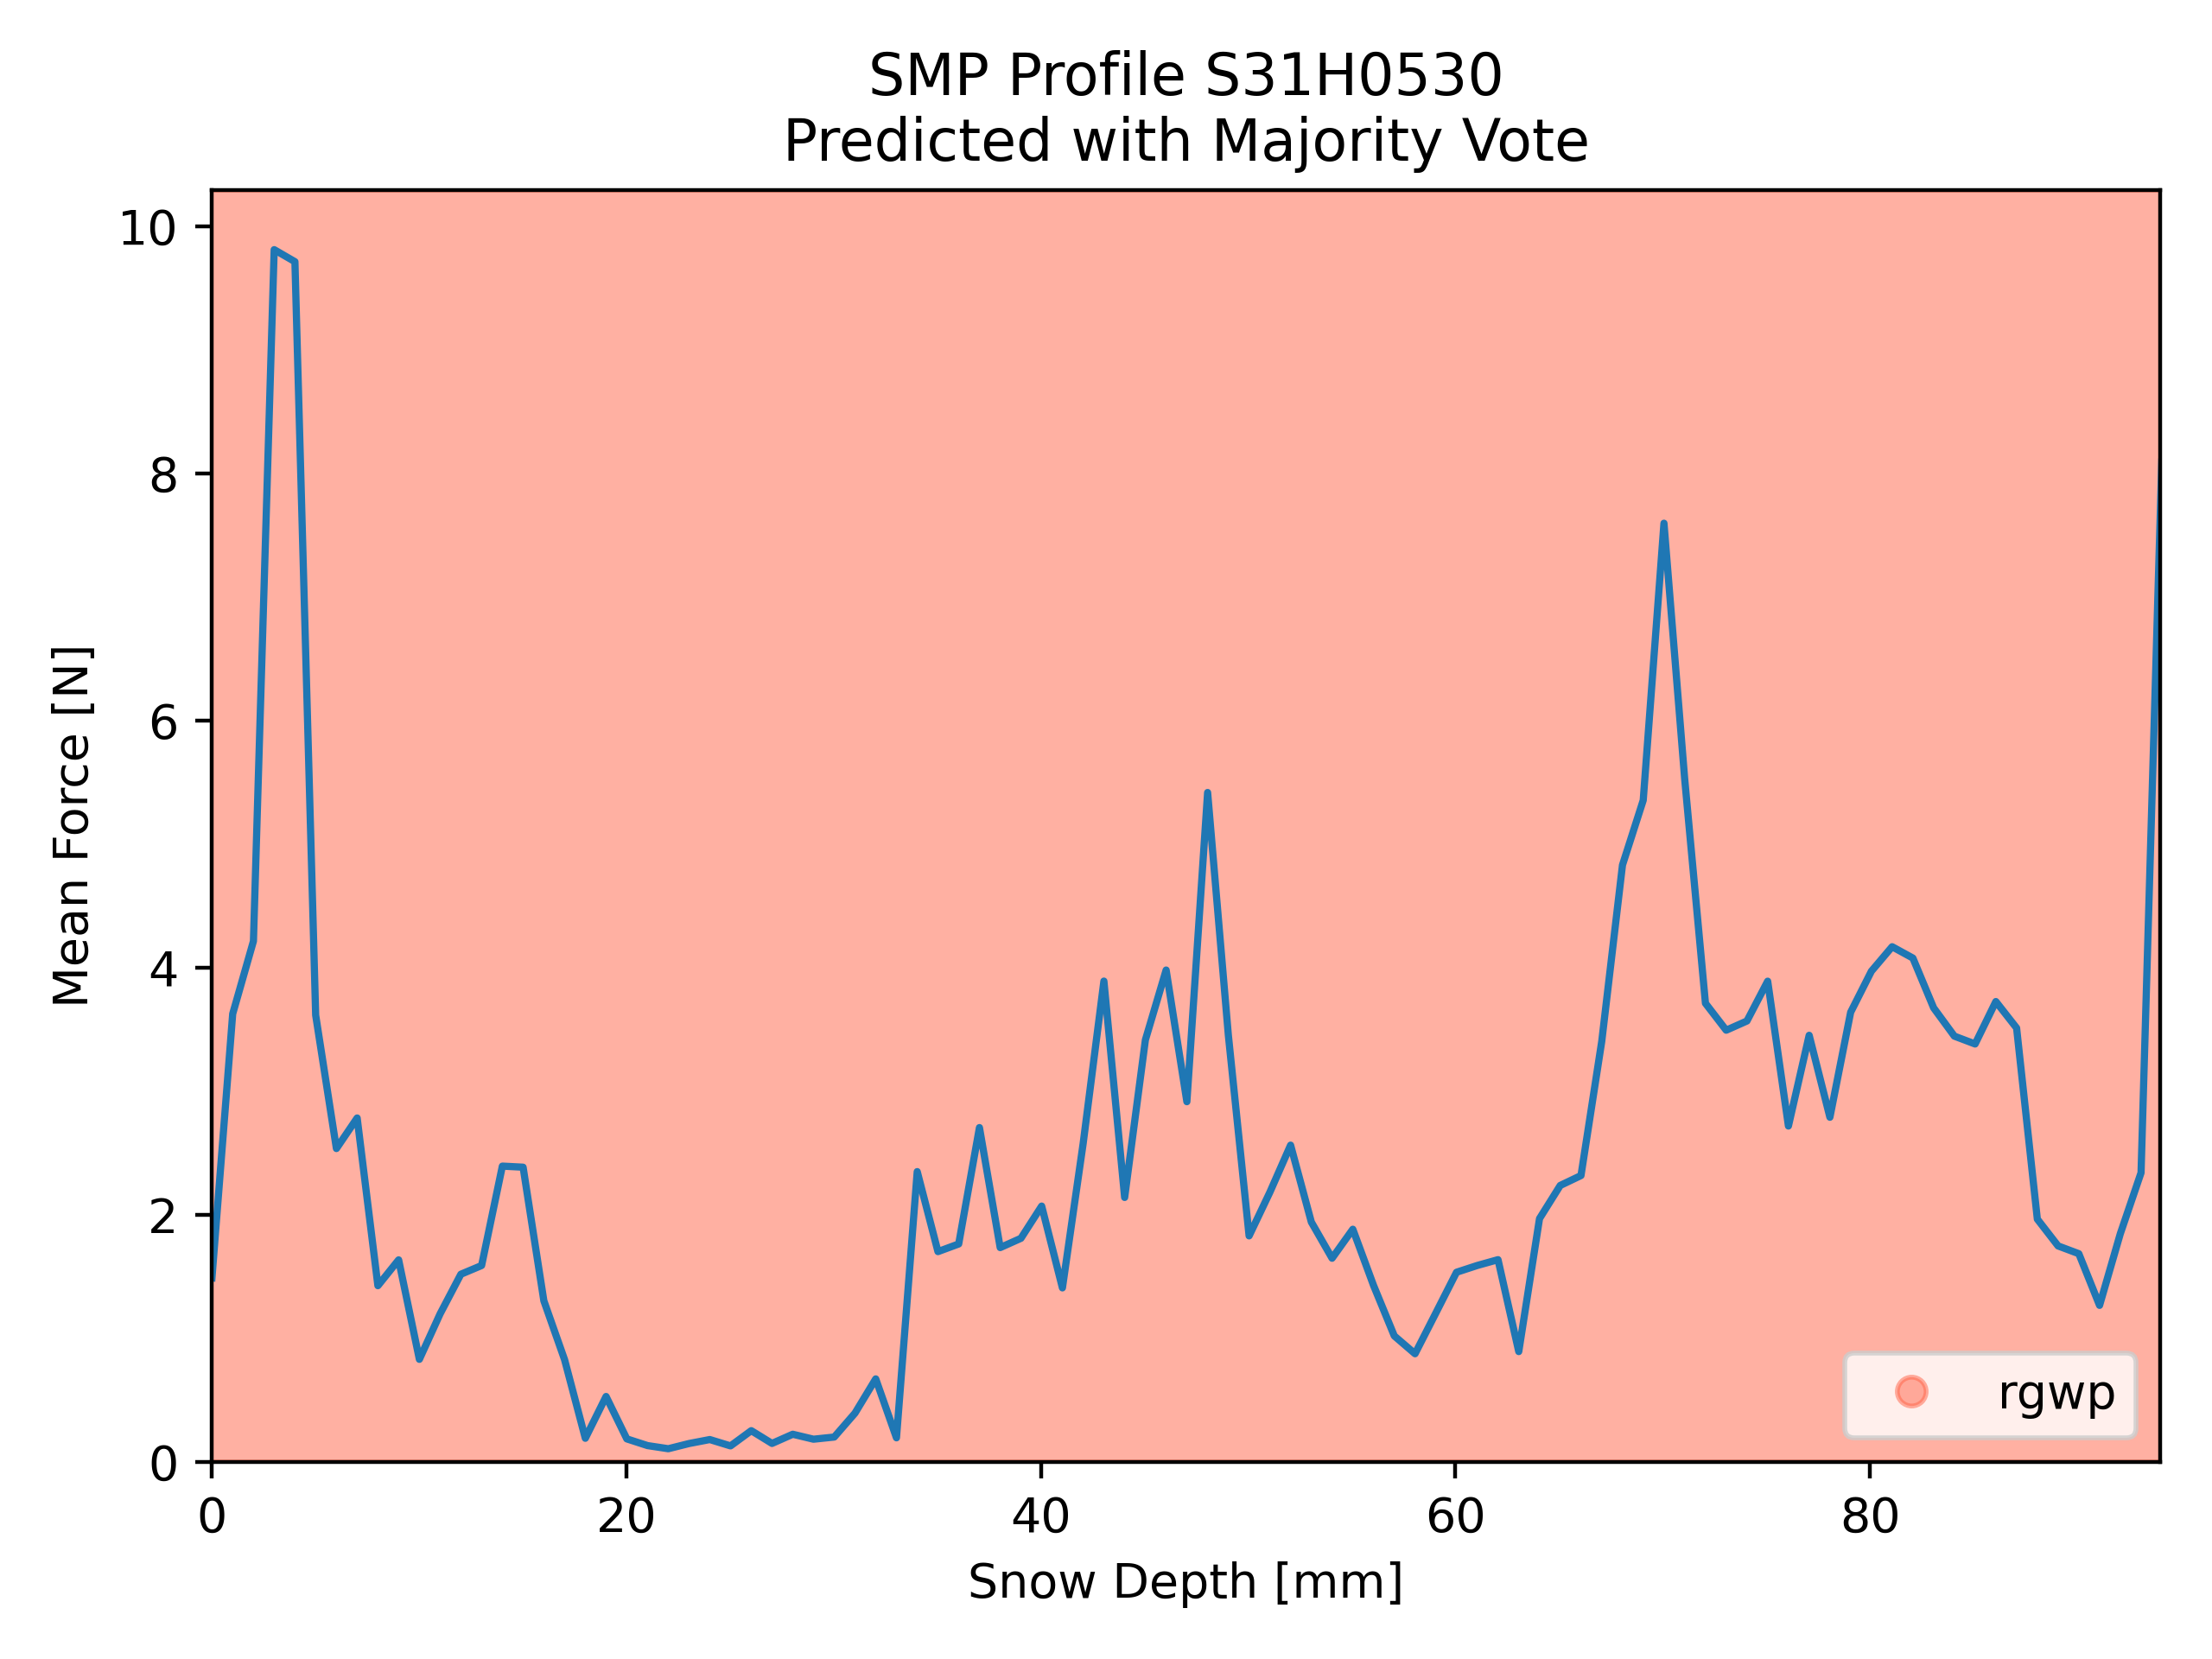 SMP Profile S31H0530
Predicted with Majority Vote
Mean Force [N]
10
8
6
4
2
0
rgwp
0 20 40 60 80
Snow Depth [mm]